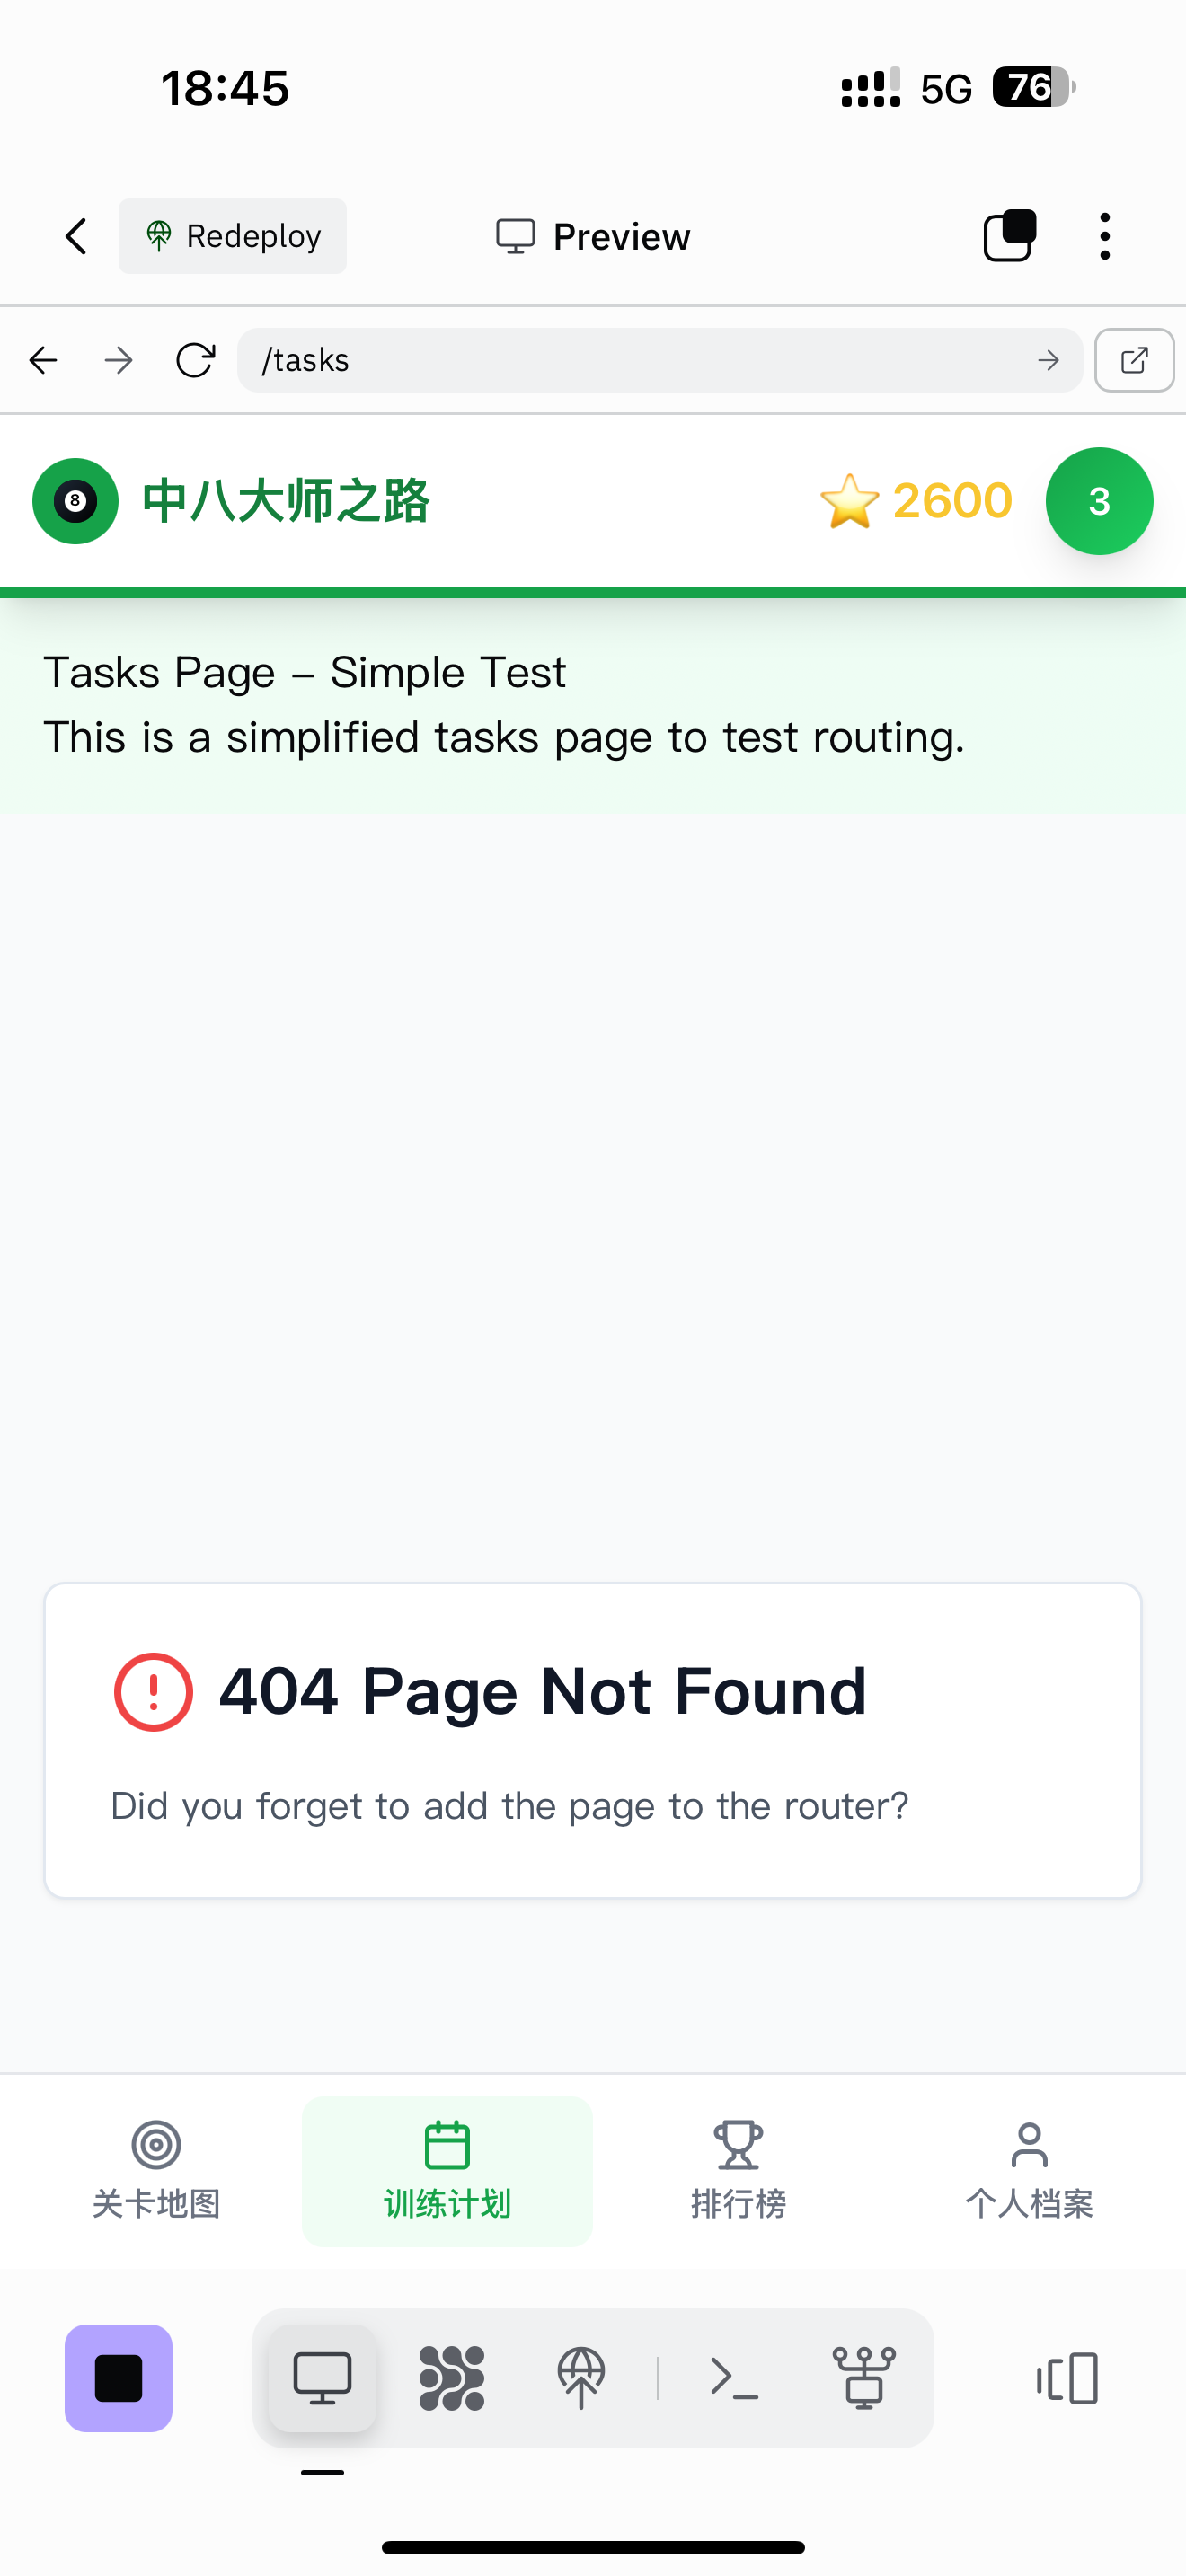 18:45
5G
76
Redeploy
Preview
/tasks
8
中八大师之路
2600
3
Tasks Page – Simple Test
This is a simplified tasks page to test routing.
404 Page Not Found
Did you forget to add the page to the router?
关卡地图
训练计划
排行榜
个人档案